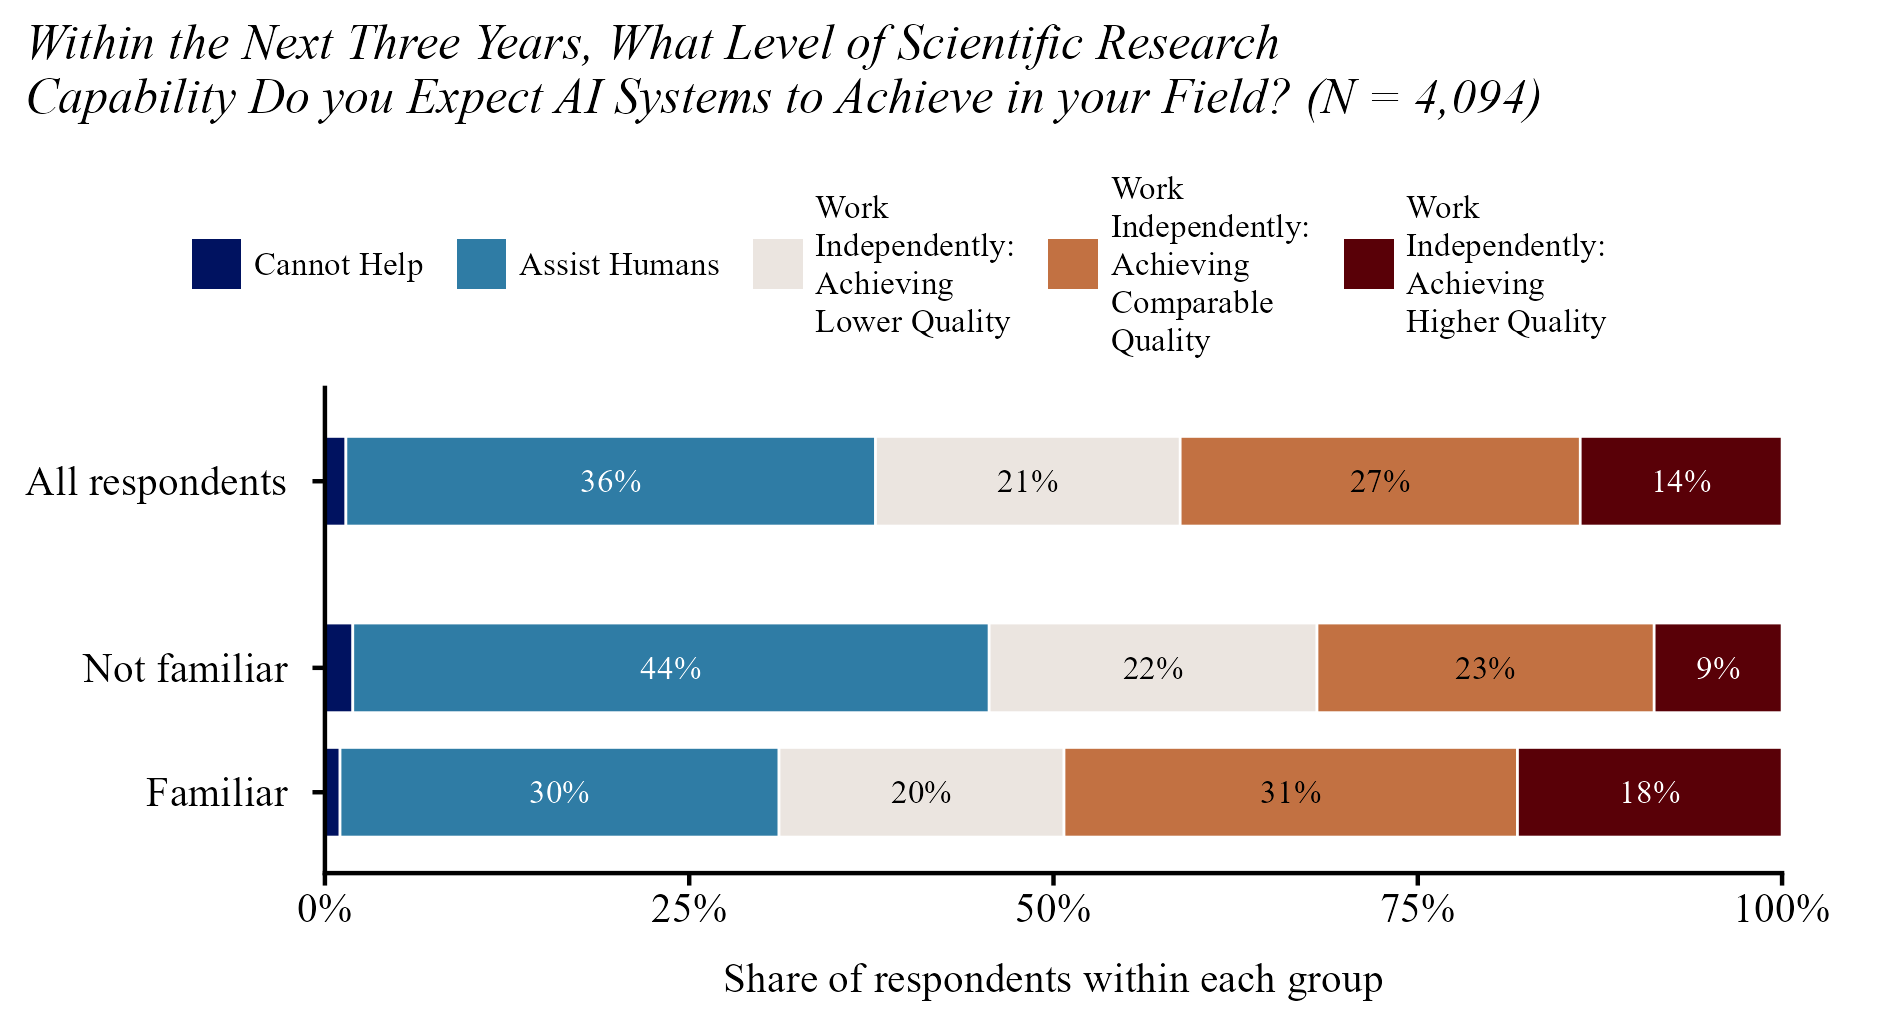 Within the Next Three Years, What Level of Scientific Research
Capability Do you Expect AI Systems to Achieve in your Field? (N = 4,094)
Cannot Help
Assist Humans
Work
Independently:
Achieving
Lower Quality
Work
Independently:
Achieving
Comparable
Quality
Work
Independently:
Achieving
Higher Quality
All respondents
36%
21%
27%
14%
Not familiar
44%
22%
23%
9%
Familiar
30%
20%
31%
18%
0%
25%
50%
75%
100%
Share of respondents within each group